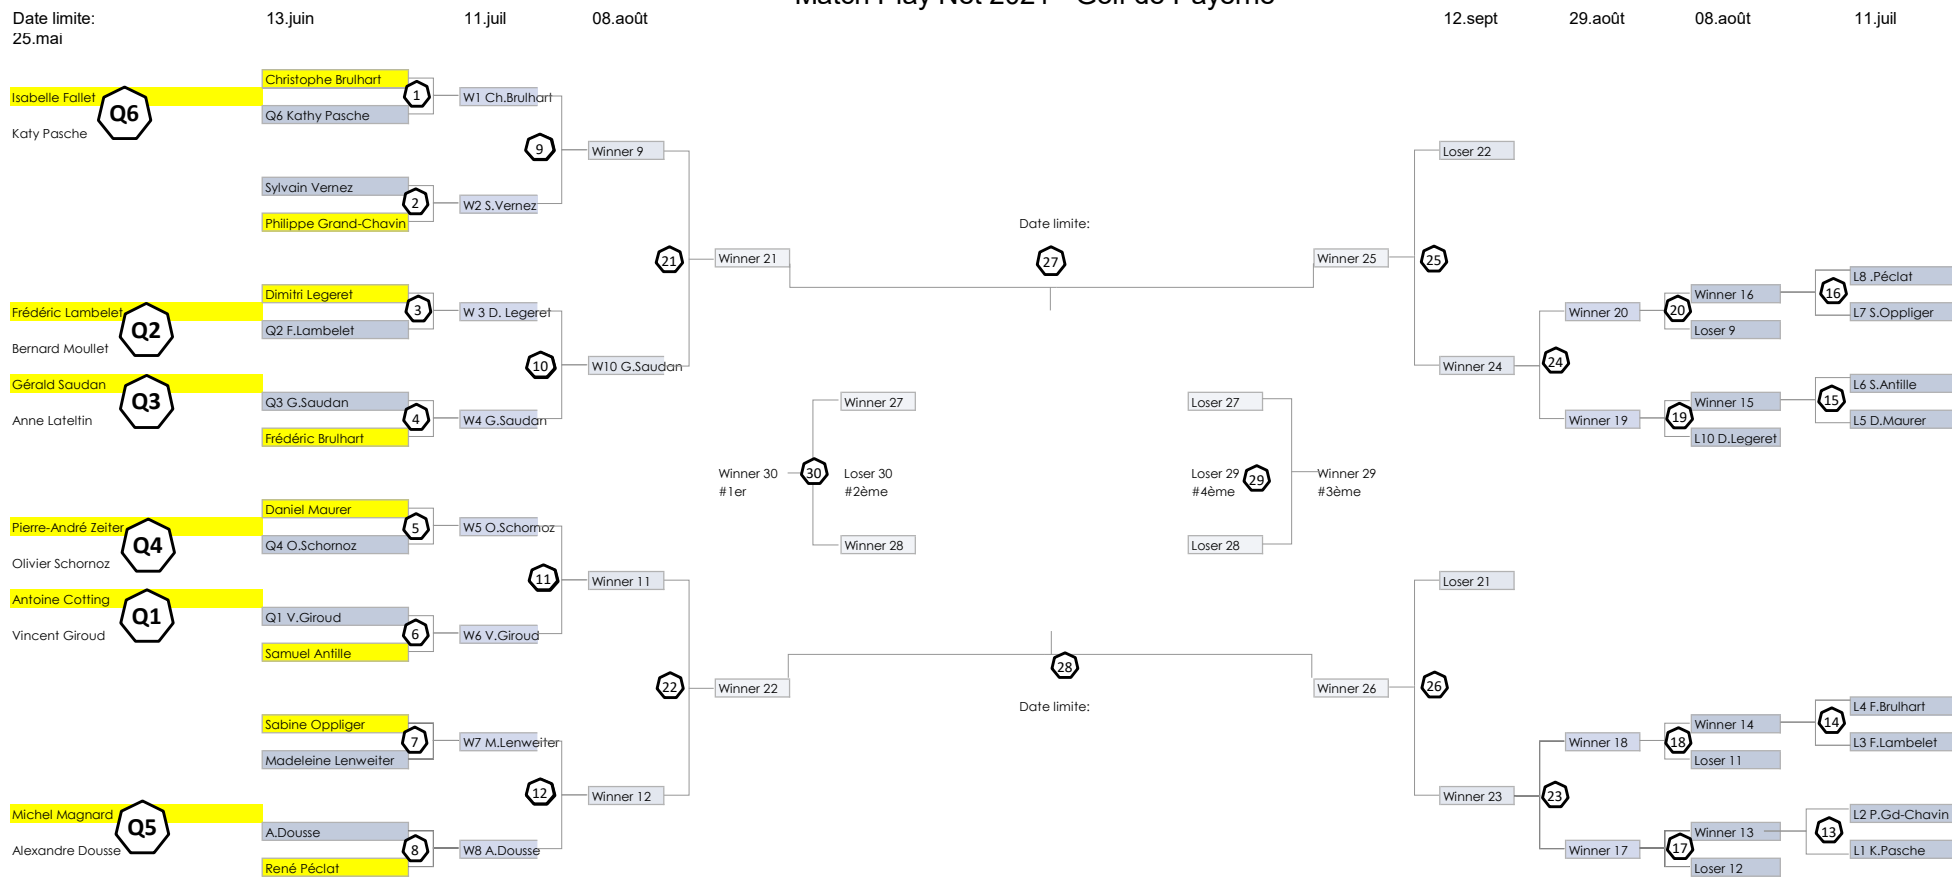 Match Play Net 2021 - Golf de Payerne
Date limite:
25.mai
13.juin
11.juil
08.août
12.sept
29.août
08.août
11.juil
Isabelle Fallet
Q6
Katy Pasche
Christophe Brulhart
1
Q6 Kathy Pasche
W1 Ch.Brulhart
9
Winner 9
Sylvain Vernez
2
Philippe Grand-Chavin
W2 S.Vernez
21
Winner 21
Frédéric Lambelet
Q2
Bernard Moullet
Dimitri Legeret
3
Q2 F.Lambelet
W 3 D. Legeret
10
W10 G.Saudan
Gérald Saudan
Q3
Anne Lateltin
Q3 G.Saudan
4
Frédéric Brulhart
W4 G.Saudan
Pierre-André Zeiter
Q4
Olivier Schornoz
Daniel Maurer
5
Q4 O.Schornoz
W5 O.Schornoz
11
Winner 11
Antoine Cotting
Q1
Vincent Giroud
Q1 V.Giroud
6
Samuel Antille
W6 V.Giroud
22
Winner 22
Sabine Oppliger
7
Madeleine Lenweiter
W7 M.Lenweiter
12
Winner 12
Michel Magnard
Q5
Alexandre Dousse
A.Dousse
8
René Péclat
W8 A.Dousse
Date limite:
27
Winner 27
Winner 30
#1er
30
Loser 30
#2ème
Winner 28
Loser 27
Loser 29
#4ème
29
Winner 29
#3ème
Loser 28
28
Date limite:
Loser 22
Winner 25
25
Winner 24
24
Winner 20
20
Winner 16
Loser 9
16
L8 .Péclat
L7 S.Oppliger
Winner 19
19
Winner 15
L10 D.Legeret
15
L6 S.Antille
L5 D.Maurer
Loser 21
Winner 26
26
Winner 23
23
Winner 18
18
Winner 14
Loser 11
14
L4 F.Brulhart
L3 F.Lambelet
Winner 17
17
Winner 13
Loser 12
13
L2 P.Gd-Chavin
L1 K.Pasche